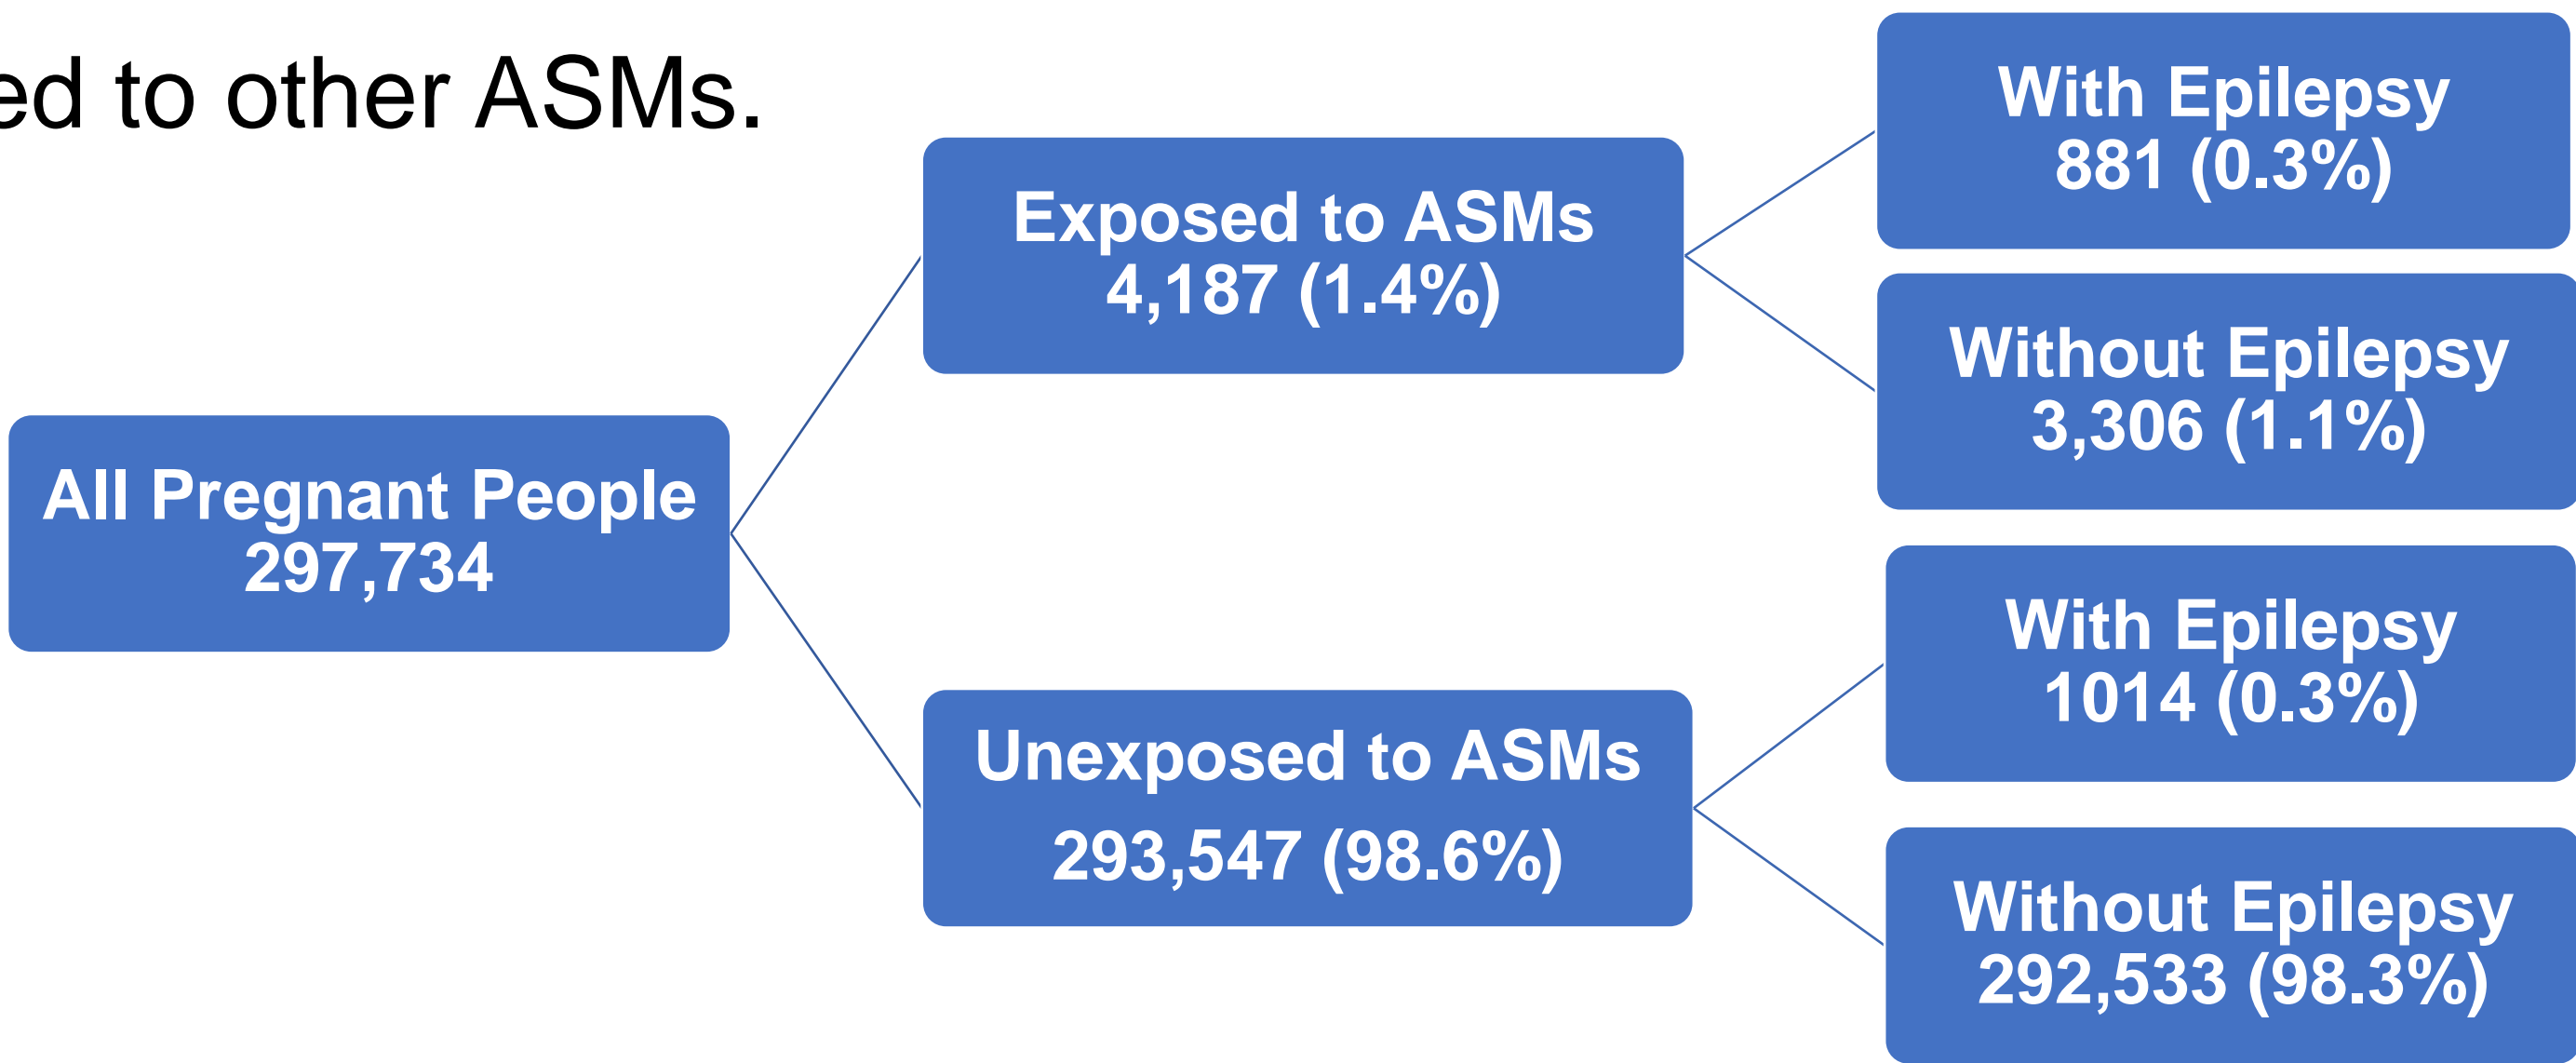 ed to other ASMs.
All Pregnant People
297,734
Exposed to ASMs
4,187 (1.4%)
Unexposed to ASMs
293,547 (98.6%)
With Epilepsy
881 (0.3%)
Without Epilepsy
3,306 (1.1%)
With Epilepsy
1014 (0.3%)
Without Epilepsy
292,533 (98.3%)